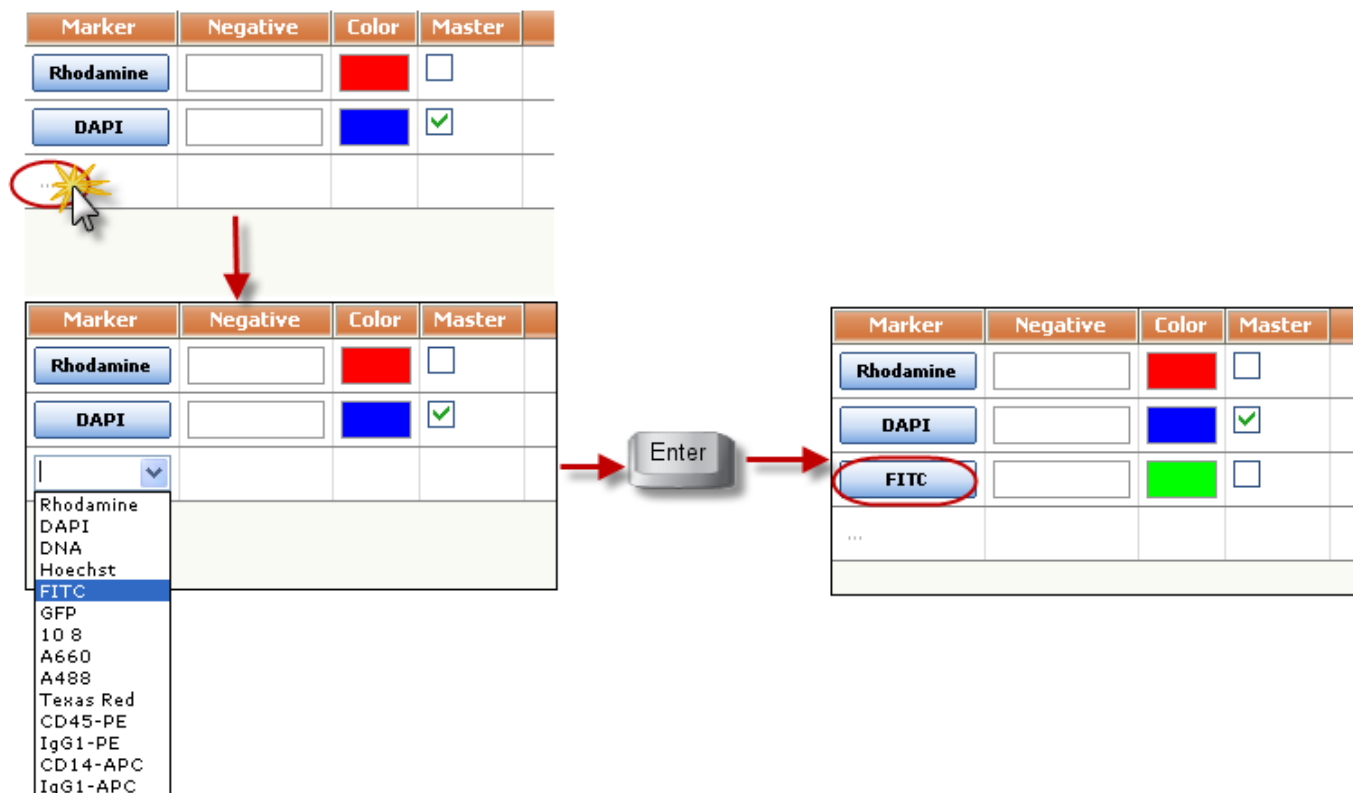 Marker Negative Color Master
Rhodamine
DAPI
...
Marker Negative Color Master
Rhodamine
DAPI
Rhodamine
DAPI
DNA
Hoechst
FITC
GFP
10 8
A660
A488
Texas Red
CD45-PE
IgG1-PE
CD14-APC
IgG1-APC
Enter
Marker Negative Color Master
Rhodamine
DAPI
FITC
...